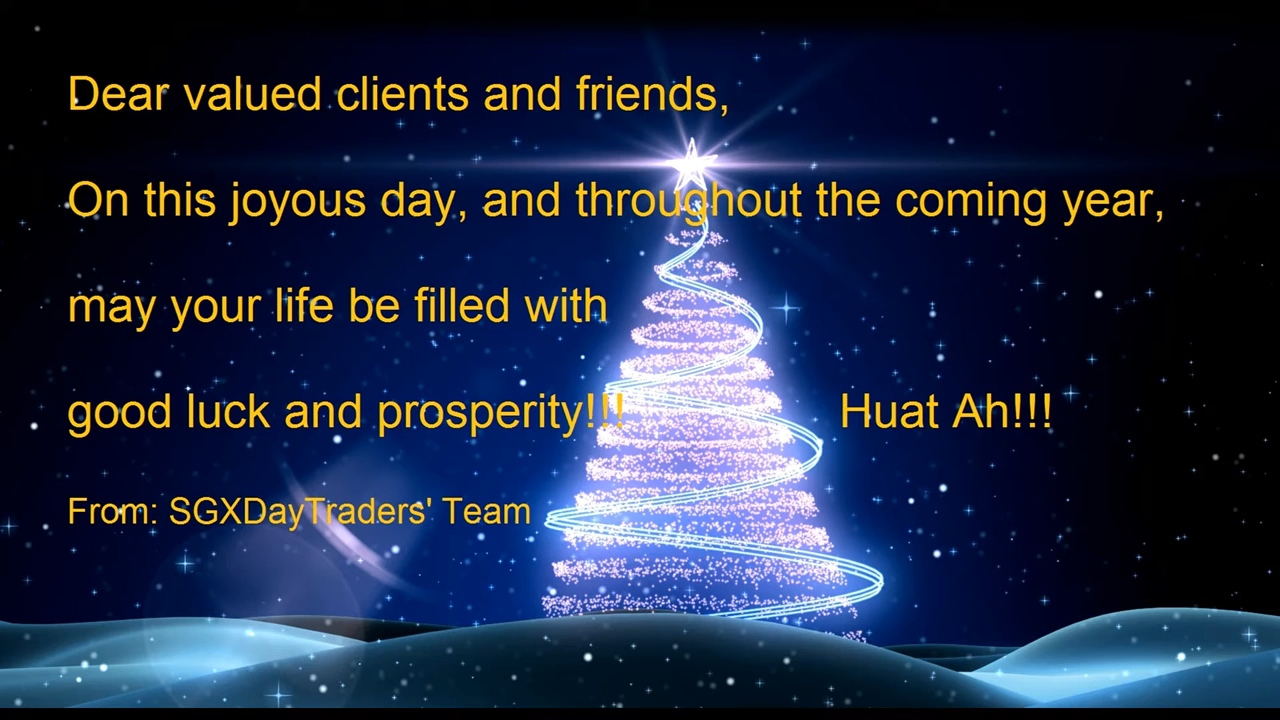 Dear valued clients and friends,
On this joyous day, and throughout the coming year,
may your life be filled with
good luck and prosperity!!! Huat Ah!!!
From: SGXDayTraders' Team